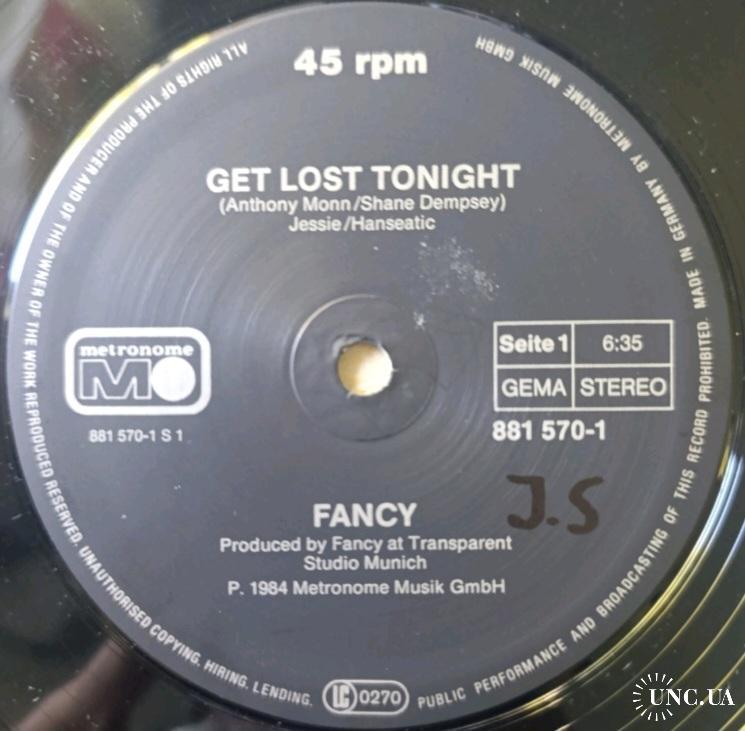 45 rpm
GET LOST TONIGHT
(Anthony Monn/Shane Dempsey)
Jessie/Hanseatic
metronome
881 570-1 S 1
Seite 1 6:35
GEMA STEREO
881 570-1
J.S
FANCY
Produced by Fancy at Transparent
Studio Munich
P. 1984 Metronome Musik GmbH
ALL RIGHTS OF THE PRODUCER AND OF THE OWNER OF THE WORK REPRODUCED RESERVED. UNAUTHORISED COPYING. HIRING. LENDING. LC 0270 PUBLIC PERFORMANCE AND BROADCASTING OF THIS RECORD PROHIBITED. MADE IN GERMANY BY METRONOME MUSIK GMBH
UNC.UA